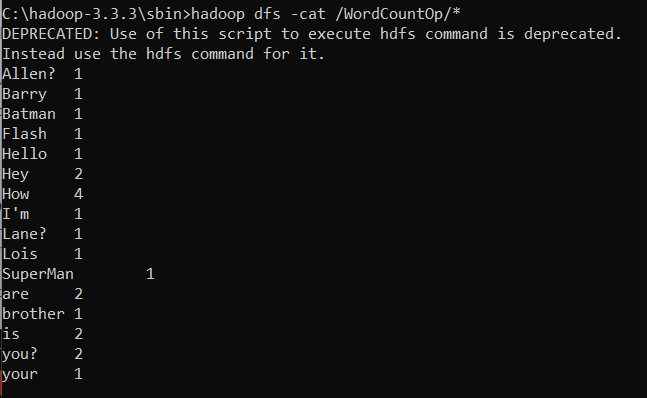 C:\hadoop-3.3.3\sbin>hadoop dfs -cat /WordCountOp/*
DEPRECATED: Use of this script to execute hdfs command is deprecated.
Instead use the hdfs command for it.
Allen?	1
Barry	1
Batman	1
Flash	1
Hello	1
Hey	2
How	4
I'm	1
Lane?	1
Lois	1
SuperMan	1
are	2
brother	1
is	2
you?	2
your	1